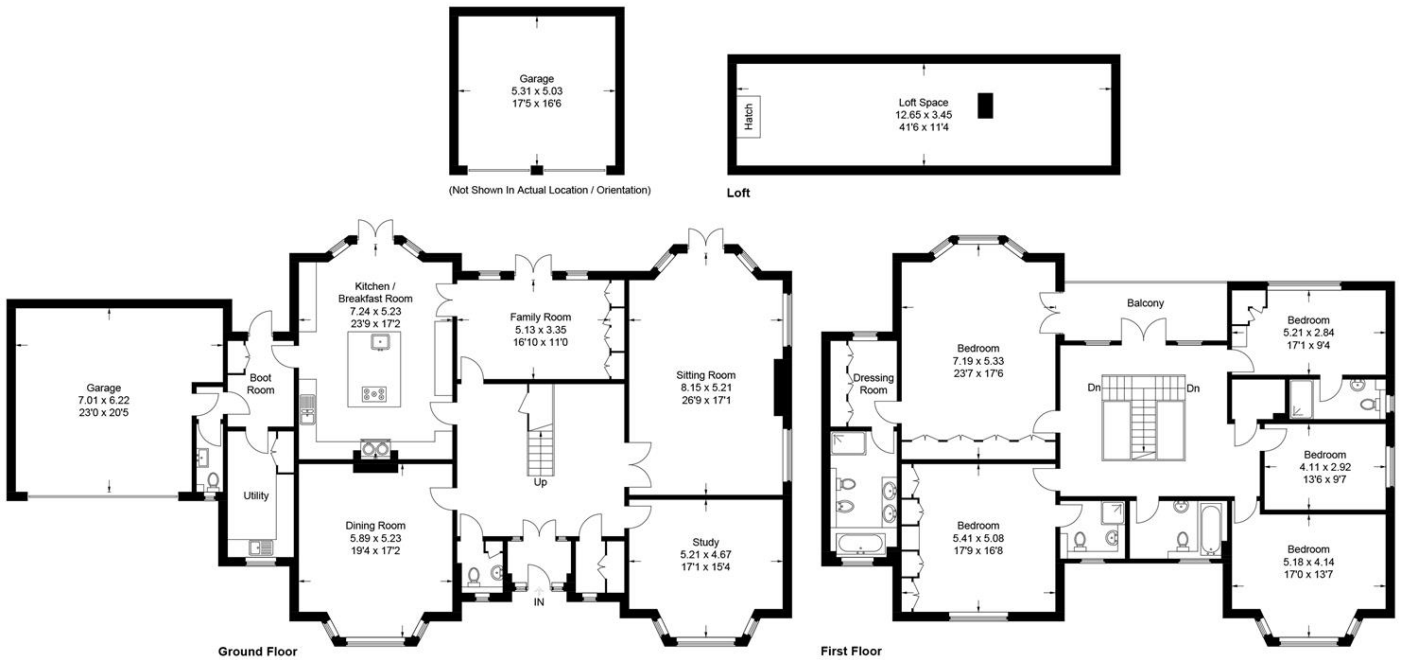 Garage
5.31 x 5.03
17'5 x 16'6
(Not Shown In Actual Location / Orientation)
Hatch
Loft Space
12.65 x 3.45
41'6 x 11'4
Loft
Garage
7.01 x 6.22
23'0 x 20'5
Boot
Room
Utility
Kitchen /
Breakfast Room
7.24 x 5.23
23'9 x 17'2
Family Room
5.13 x 3.35
16'10 x 11'0
Sitting Room
8.15 x 5.21
26'9 x 17'1
Up
Dining Room
5.89 x 5.23
19'4 x 17'2
Study
5.21 x 4.67
17'1 x 15'4
IN
Ground Floor
Balcony
Bedroom
5.21 x 2.84
17'1 x 9'4
Bedroom
7.19 x 5.33
23'7 x 17'6
Dressing
Room
Dn
Dn
Bedroom
4.11 x 2.92
13'6 x 9'7
Bedroom
5.41 x 5.08
17'9 x 16'8
Bedroom
5.18 x 4.14
17'0 x 13'7
First Floor